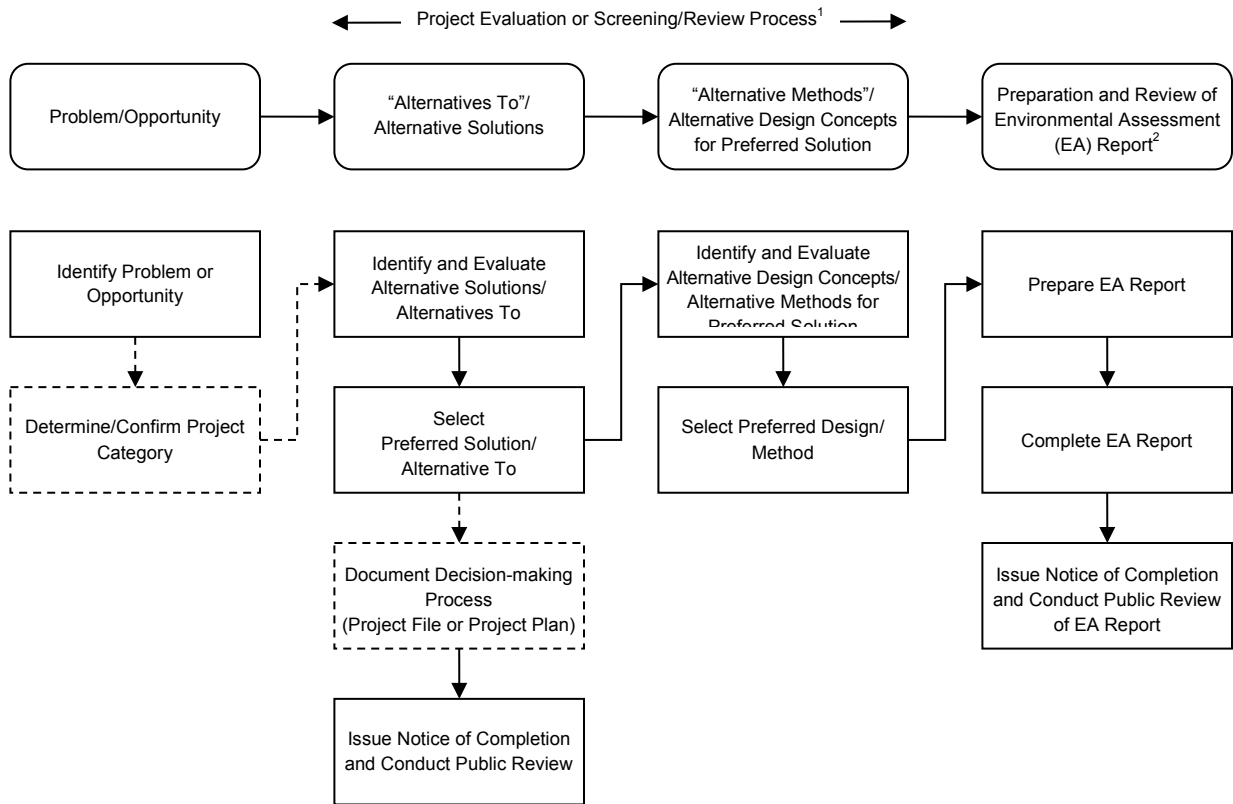 Project Evaluation or Screening/Review Process¹
Problem/Opportunity
“Alternatives To”/
Alternative Solutions
“Alternative Methods”/
Alternative Design Concepts
for Preferred Solution
Preparation and Review of
Environmental Assessment
(EA) Report²
Identify Problem or
Opportunity
Identify and Evaluate
Alternative Solutions/
Alternatives To
Identify and Evaluate
Alternative Design Concepts/
Alternative Methods for
Preferred Solution
Prepare EA Report
Determine/Confirm Project
Category
Select
Preferred Solution/
Alternative To
Select Preferred Design/
Method
Complete EA Report
Document Decision-making
Process
(Project File or Project Plan)
Issue Notice of Completion
and Conduct Public Review
of EA Report
Issue Notice of Completion
and Conduct Public Review